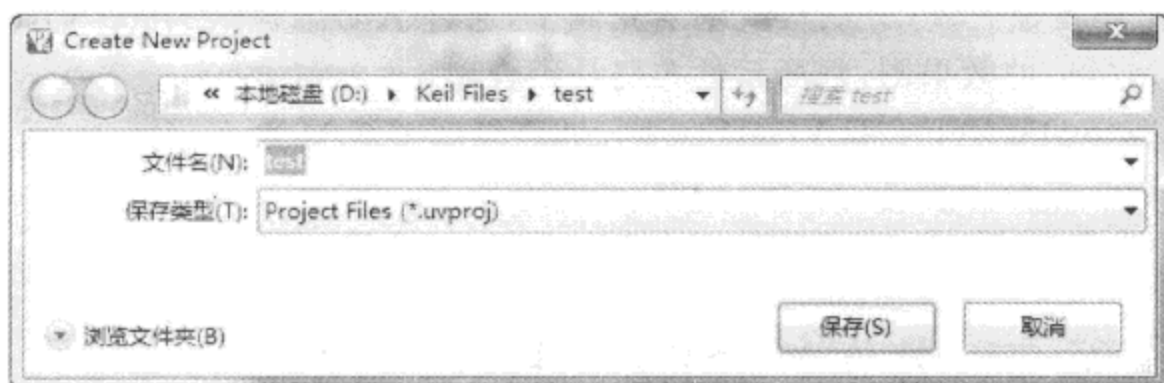 Create New Project
« 本地磁盘 (D:) ▸ Keil Files ▸ test
搜索 test
文件名(N): test
保存类型(T): Project Files (*.uvproj)
浏览文件夹(B)
保存(S)
取消